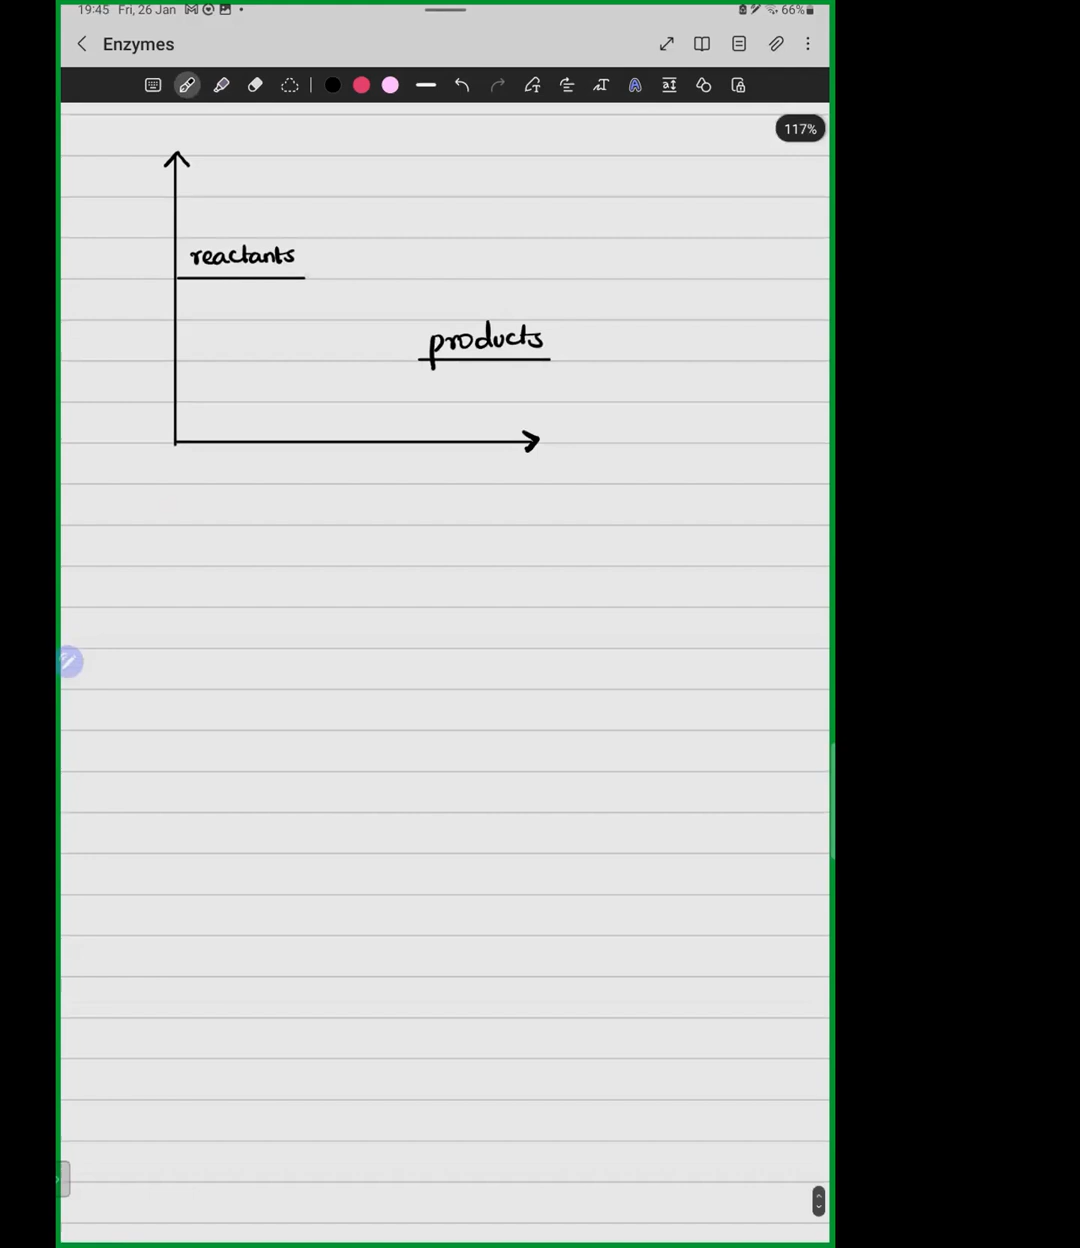 19:45 Fri, 26 Jan
66%
Enzymes
117%
reactants
products